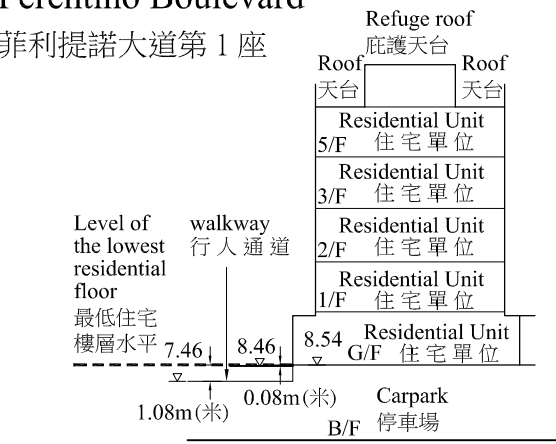 菲利提諾大道第 1 座
Refuge roof
庇護天台
Roof
天台
Roof
天台
Residential Unit
5/F 住宅單位
Residential Unit
3/F 住宅單位
Residential Unit
2/F 住宅單位
Residential Unit
1/F 住宅單位
Level of
the lowest
residential
floor
最低住宅
樓層水平
walkway
行人通道
7.46
8.46
8.54
Residential Unit
G/F 住宅單位
1.08m(米)
0.08m(米)
Carpark
B/F 停車場